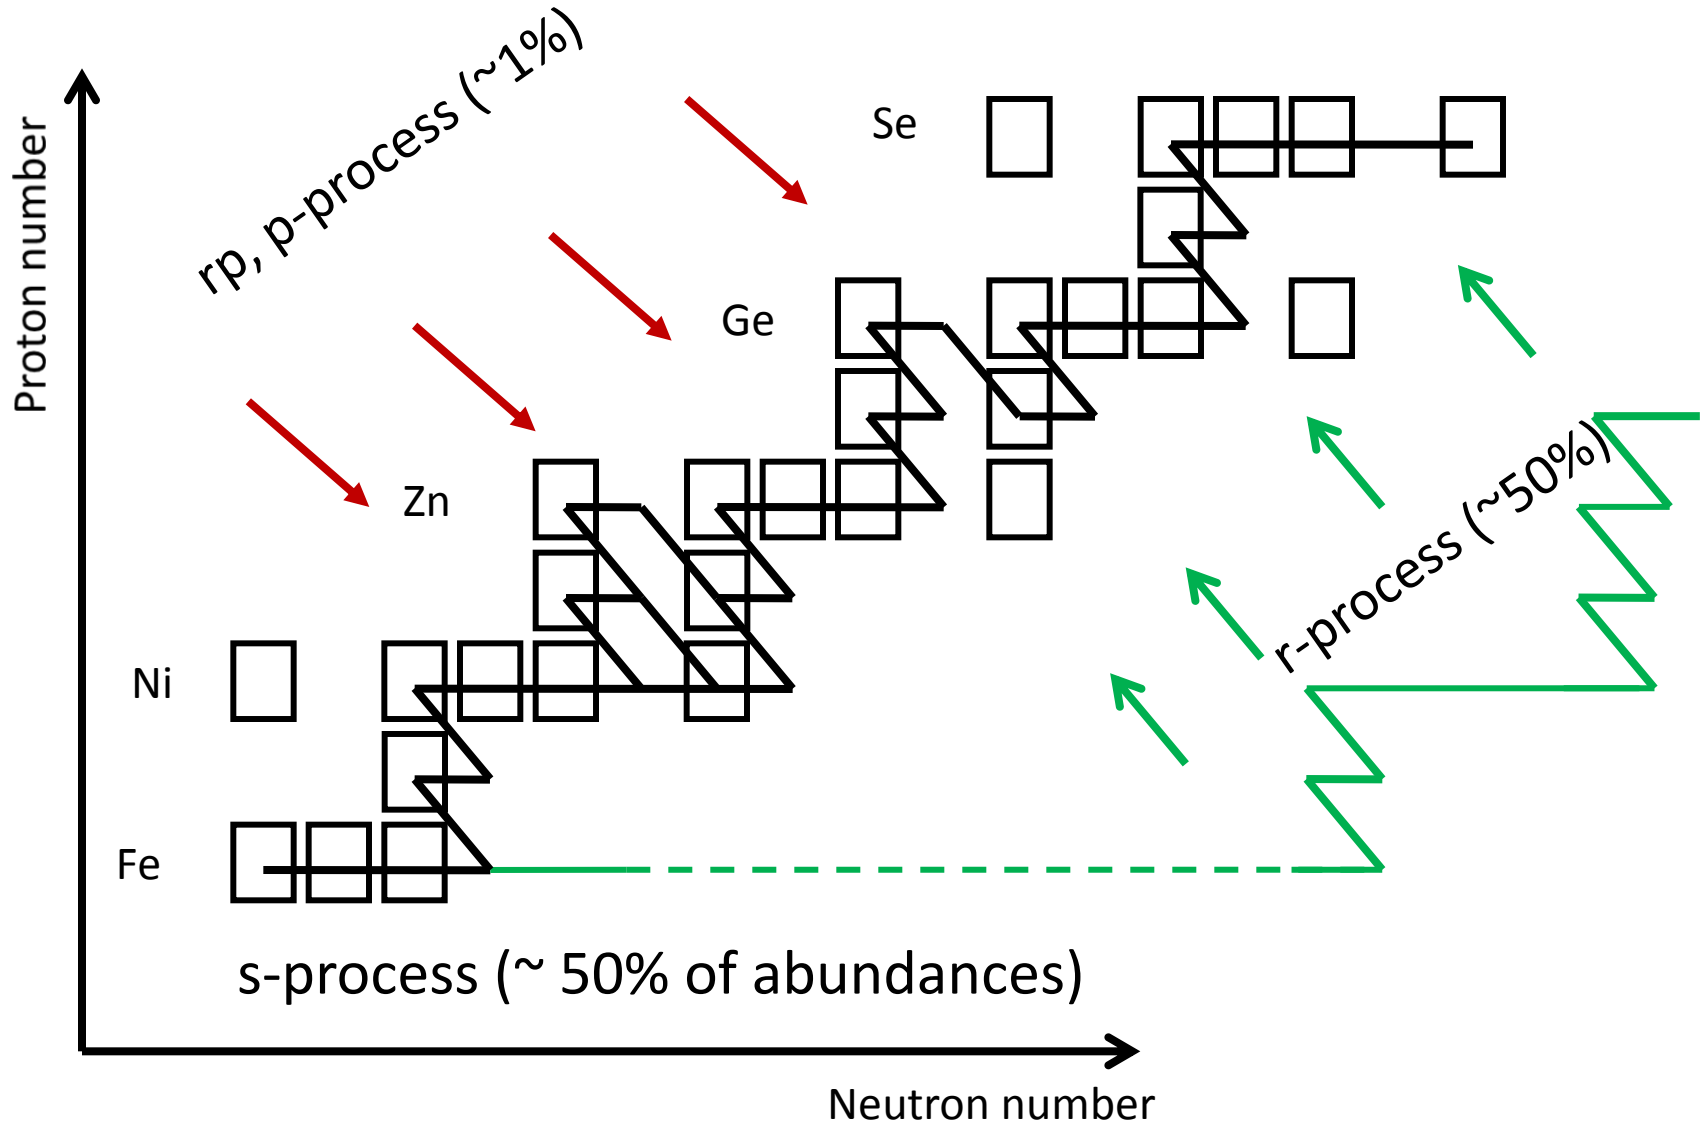 rp, p-process (~1%)
Proton number
Se
Ge
Zn
r-process (~50%)
Ni
Fe
s-process (~ 50% of abundances)
Neutron number